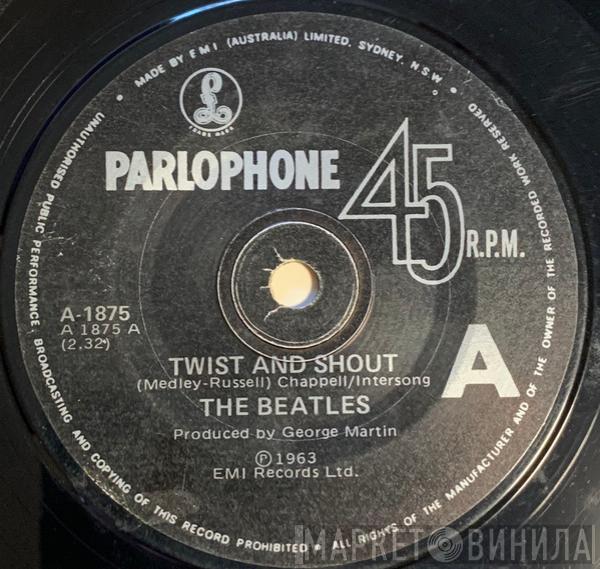 MADE BY EMI (AUSTRALIA) LIMITED, SYDNEY, N.S.W.
£
TRADE MARK
PARLOPHONE
45 R.P.M.
A-1875
A 1875 A
(2.32)
A
TWIST AND SHOUT
(Medley-Russell) Chappell/Intersong
THE BEATLES
Produced by George Martin
Ⓟ 1963
EMI Records Ltd.
UNAUTHORISED PUBLIC PERFORMANCE, BROADCASTING AND COPYING OF THIS RECORD PROHIBITED • ALL RIGHTS OF THE MANUFACTURER AND OF THE OWNER OF THE RECORDED WORK RESERVED
МАРКЕТ ВИНИЛА